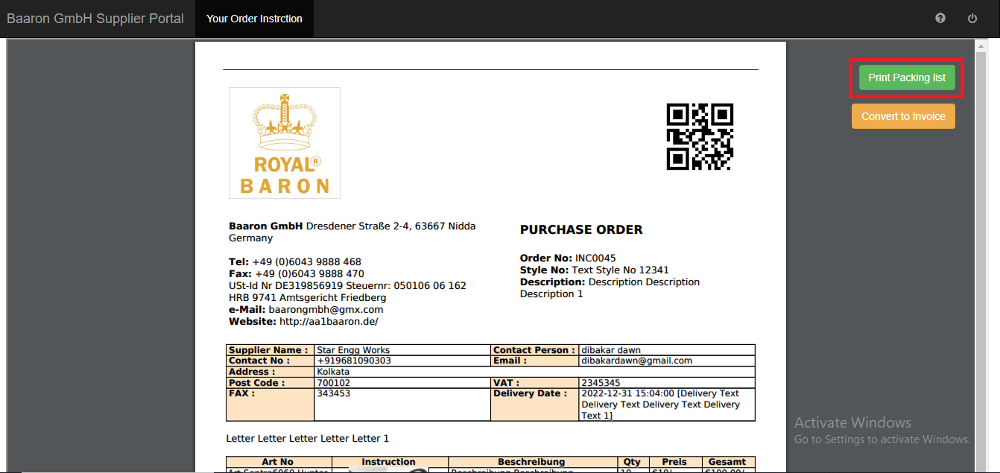 Baaron GmbH Supplier Portal
Your Order Instrction
Print Packing list
Convert to Invoice
ROYAL®
BARON
Baaron GmbH Dresdener Straße 2-4, 63667 Nidda
Germany
Tel: +49 (0)6043 9888 468
Fax: +49 (0)6043 9888 470
USt-Id Nr DE319856919 Steuernr: 050106 06 162
HRB 9741 Amtsgericht Friedberg
e-Mail: baarongmbh@gmx.com
Website: http://aa1baaron.de/
PURCHASE ORDER
Order No: INC0045
Style No: Text Style No 12341
Description: Description Description
Description 1
Supplier Name : Star Engg Works Contact Person : dibakar dawn
Contact No : +919681090303 Email : dibakardawn@gmail.com
Address : Kolkata
Post Code : 700102 VAT : 2345345
FAX : 343453 Delivery Date : 2022-12-31 15:04:00 [Delivery Text
Delivery Text Delivery Text Delivery
Text 1]
Letter Letter Letter Letter Letter 1
Art No Instruction Beschreibung Qty Preis Gesamt
Activate Windows
Go to Settings to activate Windows.